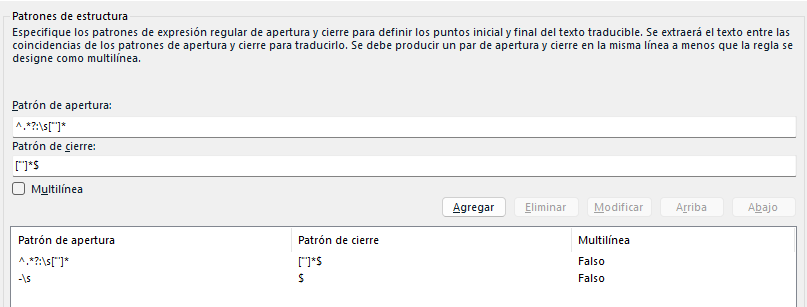 Patrones de estructura
Especifique los patrones de expresión regular de apertura y cierre para definir los puntos inicial y final del texto traducible. Se extraerá el texto entre las
coincidencias de los patrones de apertura y cierre para traducirlo. Se debe producir un par de apertura y cierre en la misma línea a menos que la regla se
designe como multilínea.
Patrón de apertura:
^.*?:\s["']*
Patrón de cierre:
["']*$
Multilínea
Agregar Eliminar Modificar Arriba Abajo
Patrón de apertura Patrón de cierre Multilínea
^.*?:\s["']* ["']*$ Falso
-\s $ Falso